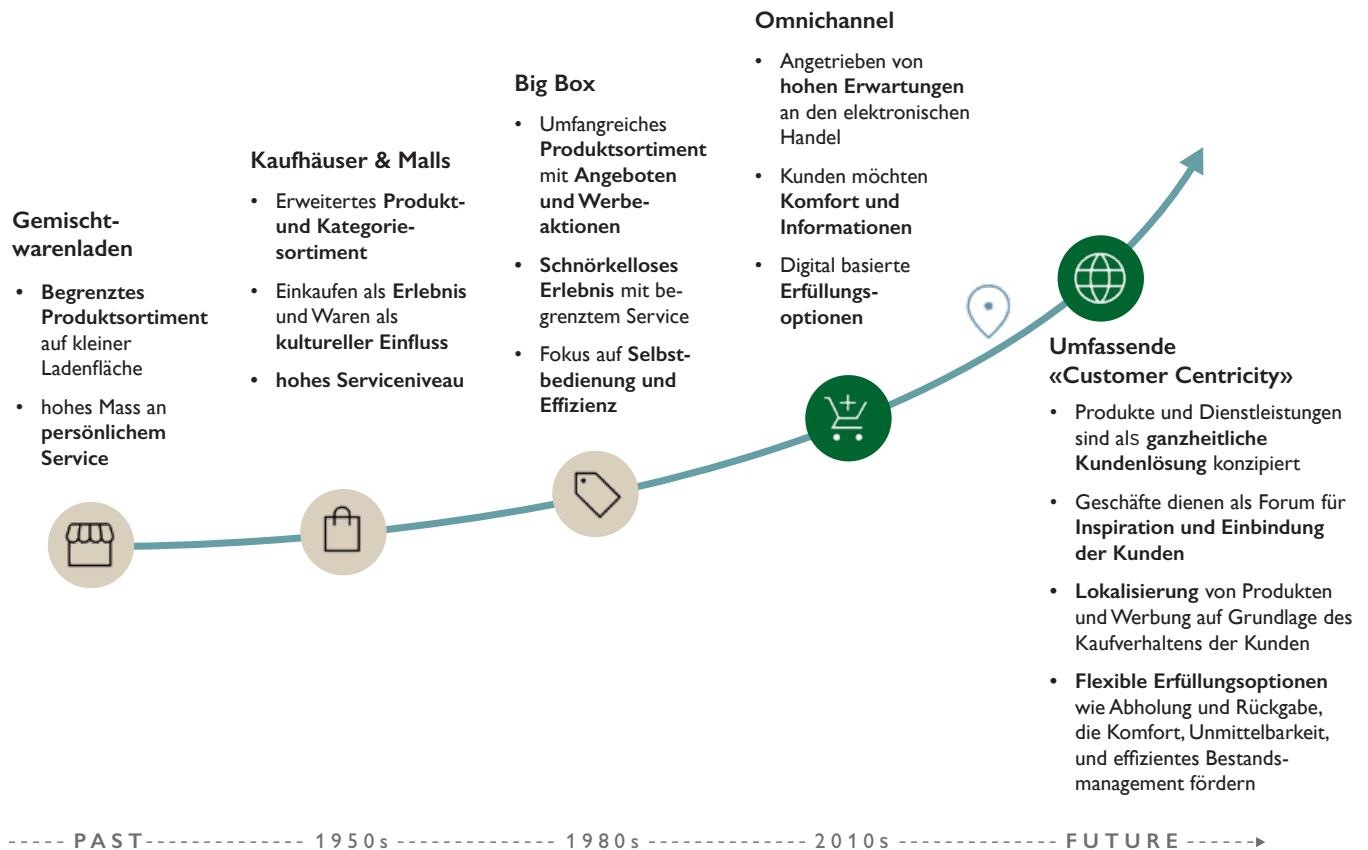 Gemischt-
warenladen
• Begrenztes
Produktsortiment
auf kleiner
Ladenfläche
• hohes Mass an
persönlichem
Service
Kaufhäuser & Malls
• Erweitertes Produkt-
und Kategorie-
sortiment
• Einkaufen als Erlebnis
und Waren als
kultureller Einfluss
• hohes Serviceniveau
Big Box
• Umfangreiches
Produktsortiment
mit Angeboten
und Werbe-
aktionen
• Schnörkelloses
Erlebnis mit be-
grenztem Service
• Fokus auf Selbst-
bedienung und
Effizienz
Omnichannel
• Angetrieben von
hohen Erwartungen
an den elektronischen
Handel
• Kunden möchten
Komfort und
Informationen
• Digital basierte
Erfüllungs-
optionen
Umfassende
«Customer Centricity»
• Produkte und Dienstleistungen
sind als ganzheitliche
Kundenlösung konzipiert
• Geschäfte dienen als Forum für
Inspiration und Einbindung
der Kunden
• Lokalisierung von Produkten
und Werbung auf Grundlage des
Kaufverhaltens der Kunden
• Flexible Erfüllungsoptionen
wie Abholung und Rückgabe,
die Komfort, Unmittelbarkeit,
und effizientes Bestands-
management fördern
PAST 1950s 1980s 2010s FUTURE